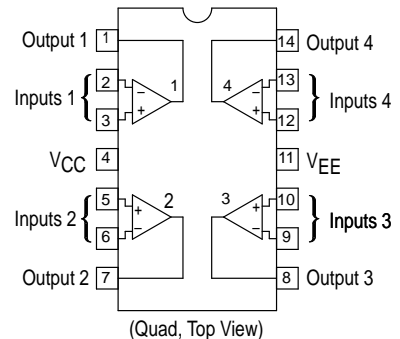 Output 1 1 14 Output 4
2 1 4 13
Inputs 1 { − + − + } Inputs 4
3 12
VCC 4 11 VEE
5 2 3 10
Inputs 2 { + − + − } Inputs 3
6 9
Output 2 7 8 Output 3
(Quad, Top View)